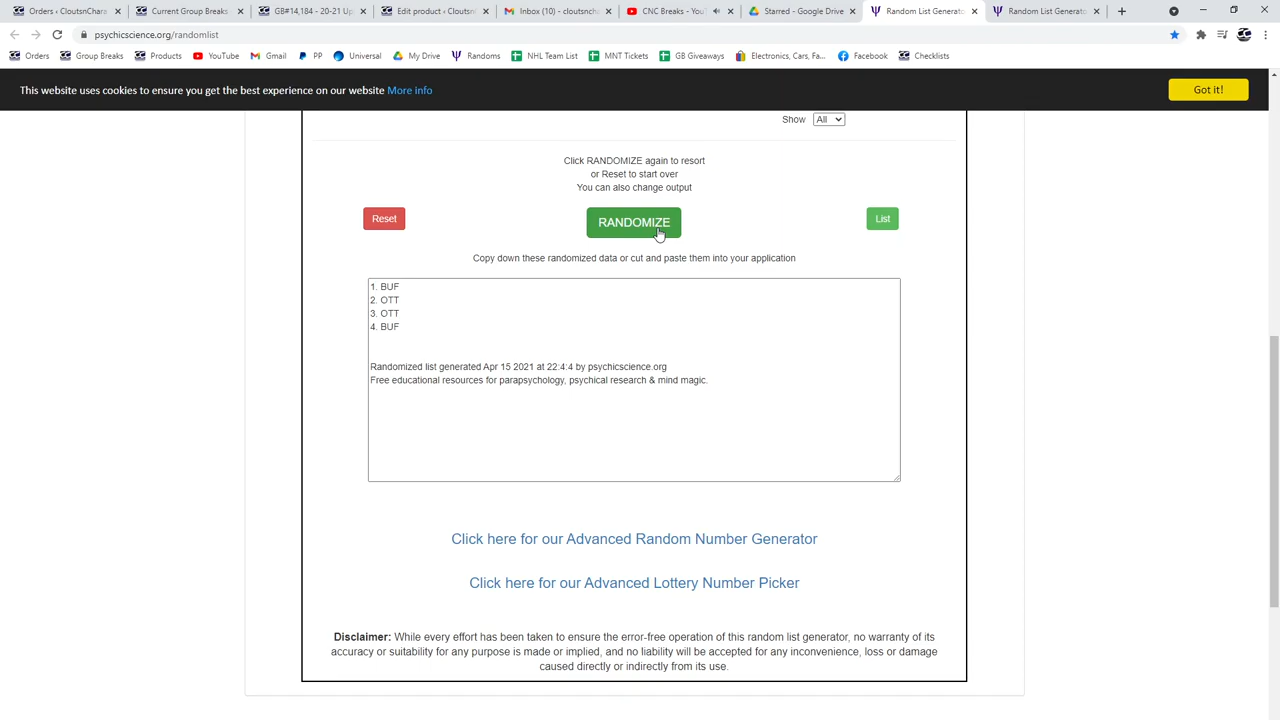 Orders ‹ CloutsnChara
Current Group Breaks
GB#14,184 - 20-21 Up
Edit product ‹ Cloutsnl
Inbox (10) - cloutsncha
CNC Breaks - You
Starred - Google Drive
Random List Generato
Random List Generato
psychicscience.org/randomlist
Orders
Group Breaks
Products
YouTube
Gmail
PP
Universal
My Drive
Randoms
NHL Team List
MNT Tickets
GB Giveaways
Electronics, Cars, Fa...
Facebook
Checklists
This website uses cookies to ensure you get the best experience on our website More info
Got it!
Show All
Click RANDOMIZE again to resort
or Reset to start over
You can also change output
Reset
RANDOMIZE
List
Copy down these randomized data or cut and paste them into your application
1. BUF
2. OTT
3. OTT
4. BUF
Randomized list generated Apr 15 2021 at 22:4:4 by psychicscience.org
Free educational resources for parapsychology, psychical research & mind magic.
Click here for our Advanced Random Number Generator
Click here for our Advanced Lottery Number Picker
Disclaimer: While every effort has been taken to ensure the error-free operation of this random list generator, no warranty of its
accuracy or suitability for any purpose is made or implied, and no liability will be accepted for any inconvenience, loss or damage
caused directly or indirectly from its use.